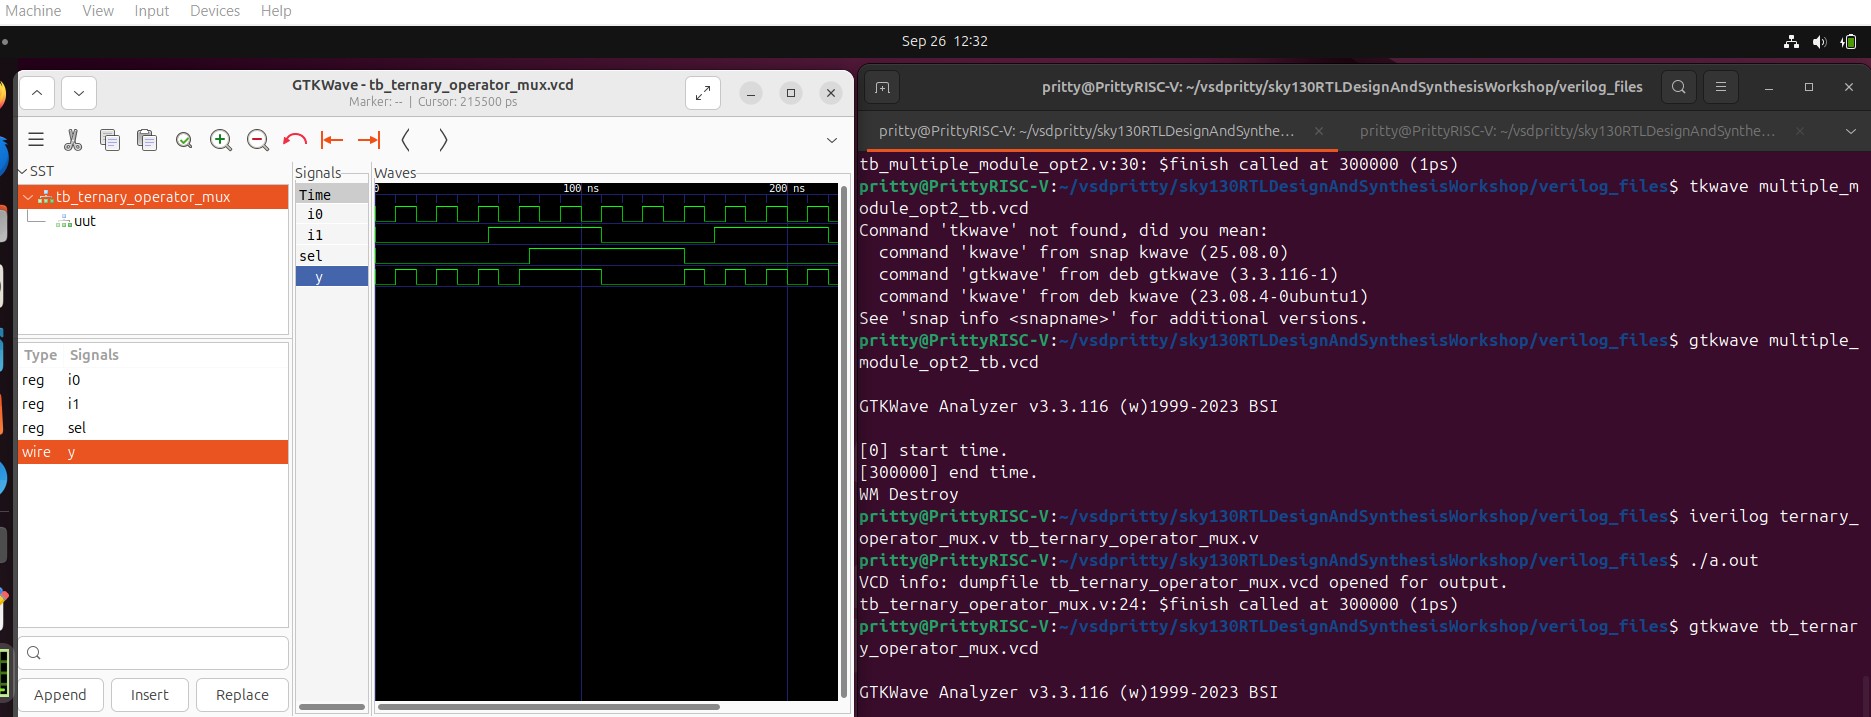 Machine View Input Devices Help
Sep 26 12:32
GTKWave - tb_ternary_operator_mux.vcd
Marker: -- | Cursor: 215500 ps
SST
tb_ternary_operator_mux
uut
Type Signals
reg i0
reg i1
reg sel
wire y
Append Insert Replace
Signals
Time
i0
i1
sel
y
Waves
0 100 ns 200 ns
pritty@PrittyRISC-V: ~/vsdpritty/sky130RTLDesignAndSynthesisWorkshop/verilog_files
pritty@PrittyRISC-V: ~/vsdpritty/sky130RTLDesignAndSynthe... pritty@PrittyRISC-V: ~/vsdpritty/sky130RTLDesignAndSynthe...
tb_multiple_module_opt2.v:30: $finish called at 300000 (1ps)
pritty@PrittyRISC-V:~/vsdpritty/sky130RTLDesignAndSynthesisWorkshop/verilog_files$ tkwave multiple_m
odule_opt2_tb.vcd
Command 'tkwave' not found, did you mean:
command 'kwave' from snap kwave (25.08.0)
command 'gtkwave' from deb gtkwave (3.3.116-1)
command 'kwave' from deb kwave (23.08.4-0ubuntu1)
See 'snap info <snapname>' for additional versions.
pritty@PrittyRISC-V:~/vsdpritty/sky130RTLDesignAndSynthesisWorkshop/verilog_files$ gtkwave multiple_
module_opt2_tb.vcd
GTKWave Analyzer v3.3.116 (w)1999-2023 BSI
[0] start time.
[300000] end time.
WM Destroy
pritty@PrittyRISC-V:~/vsdpritty/sky130RTLDesignAndSynthesisWorkshop/verilog_files$ iverilog ternary_
operator_mux.v tb_ternary_operator_mux.v
pritty@PrittyRISC-V:~/vsdpritty/sky130RTLDesignAndSynthesisWorkshop/verilog_files$ ./a.out
VCD info: dumpfile tb_ternary_operator_mux.vcd opened for output.
tb_ternary_operator_mux.v:24: $finish called at 300000 (1ps)
pritty@PrittyRISC-V:~/vsdpritty/sky130RTLDesignAndSynthesisWorkshop/verilog_files$ gtkwave tb_ternar
y_operator_mux.vcd
GTKWave Analyzer v3.3.116 (w)1999-2023 BSI